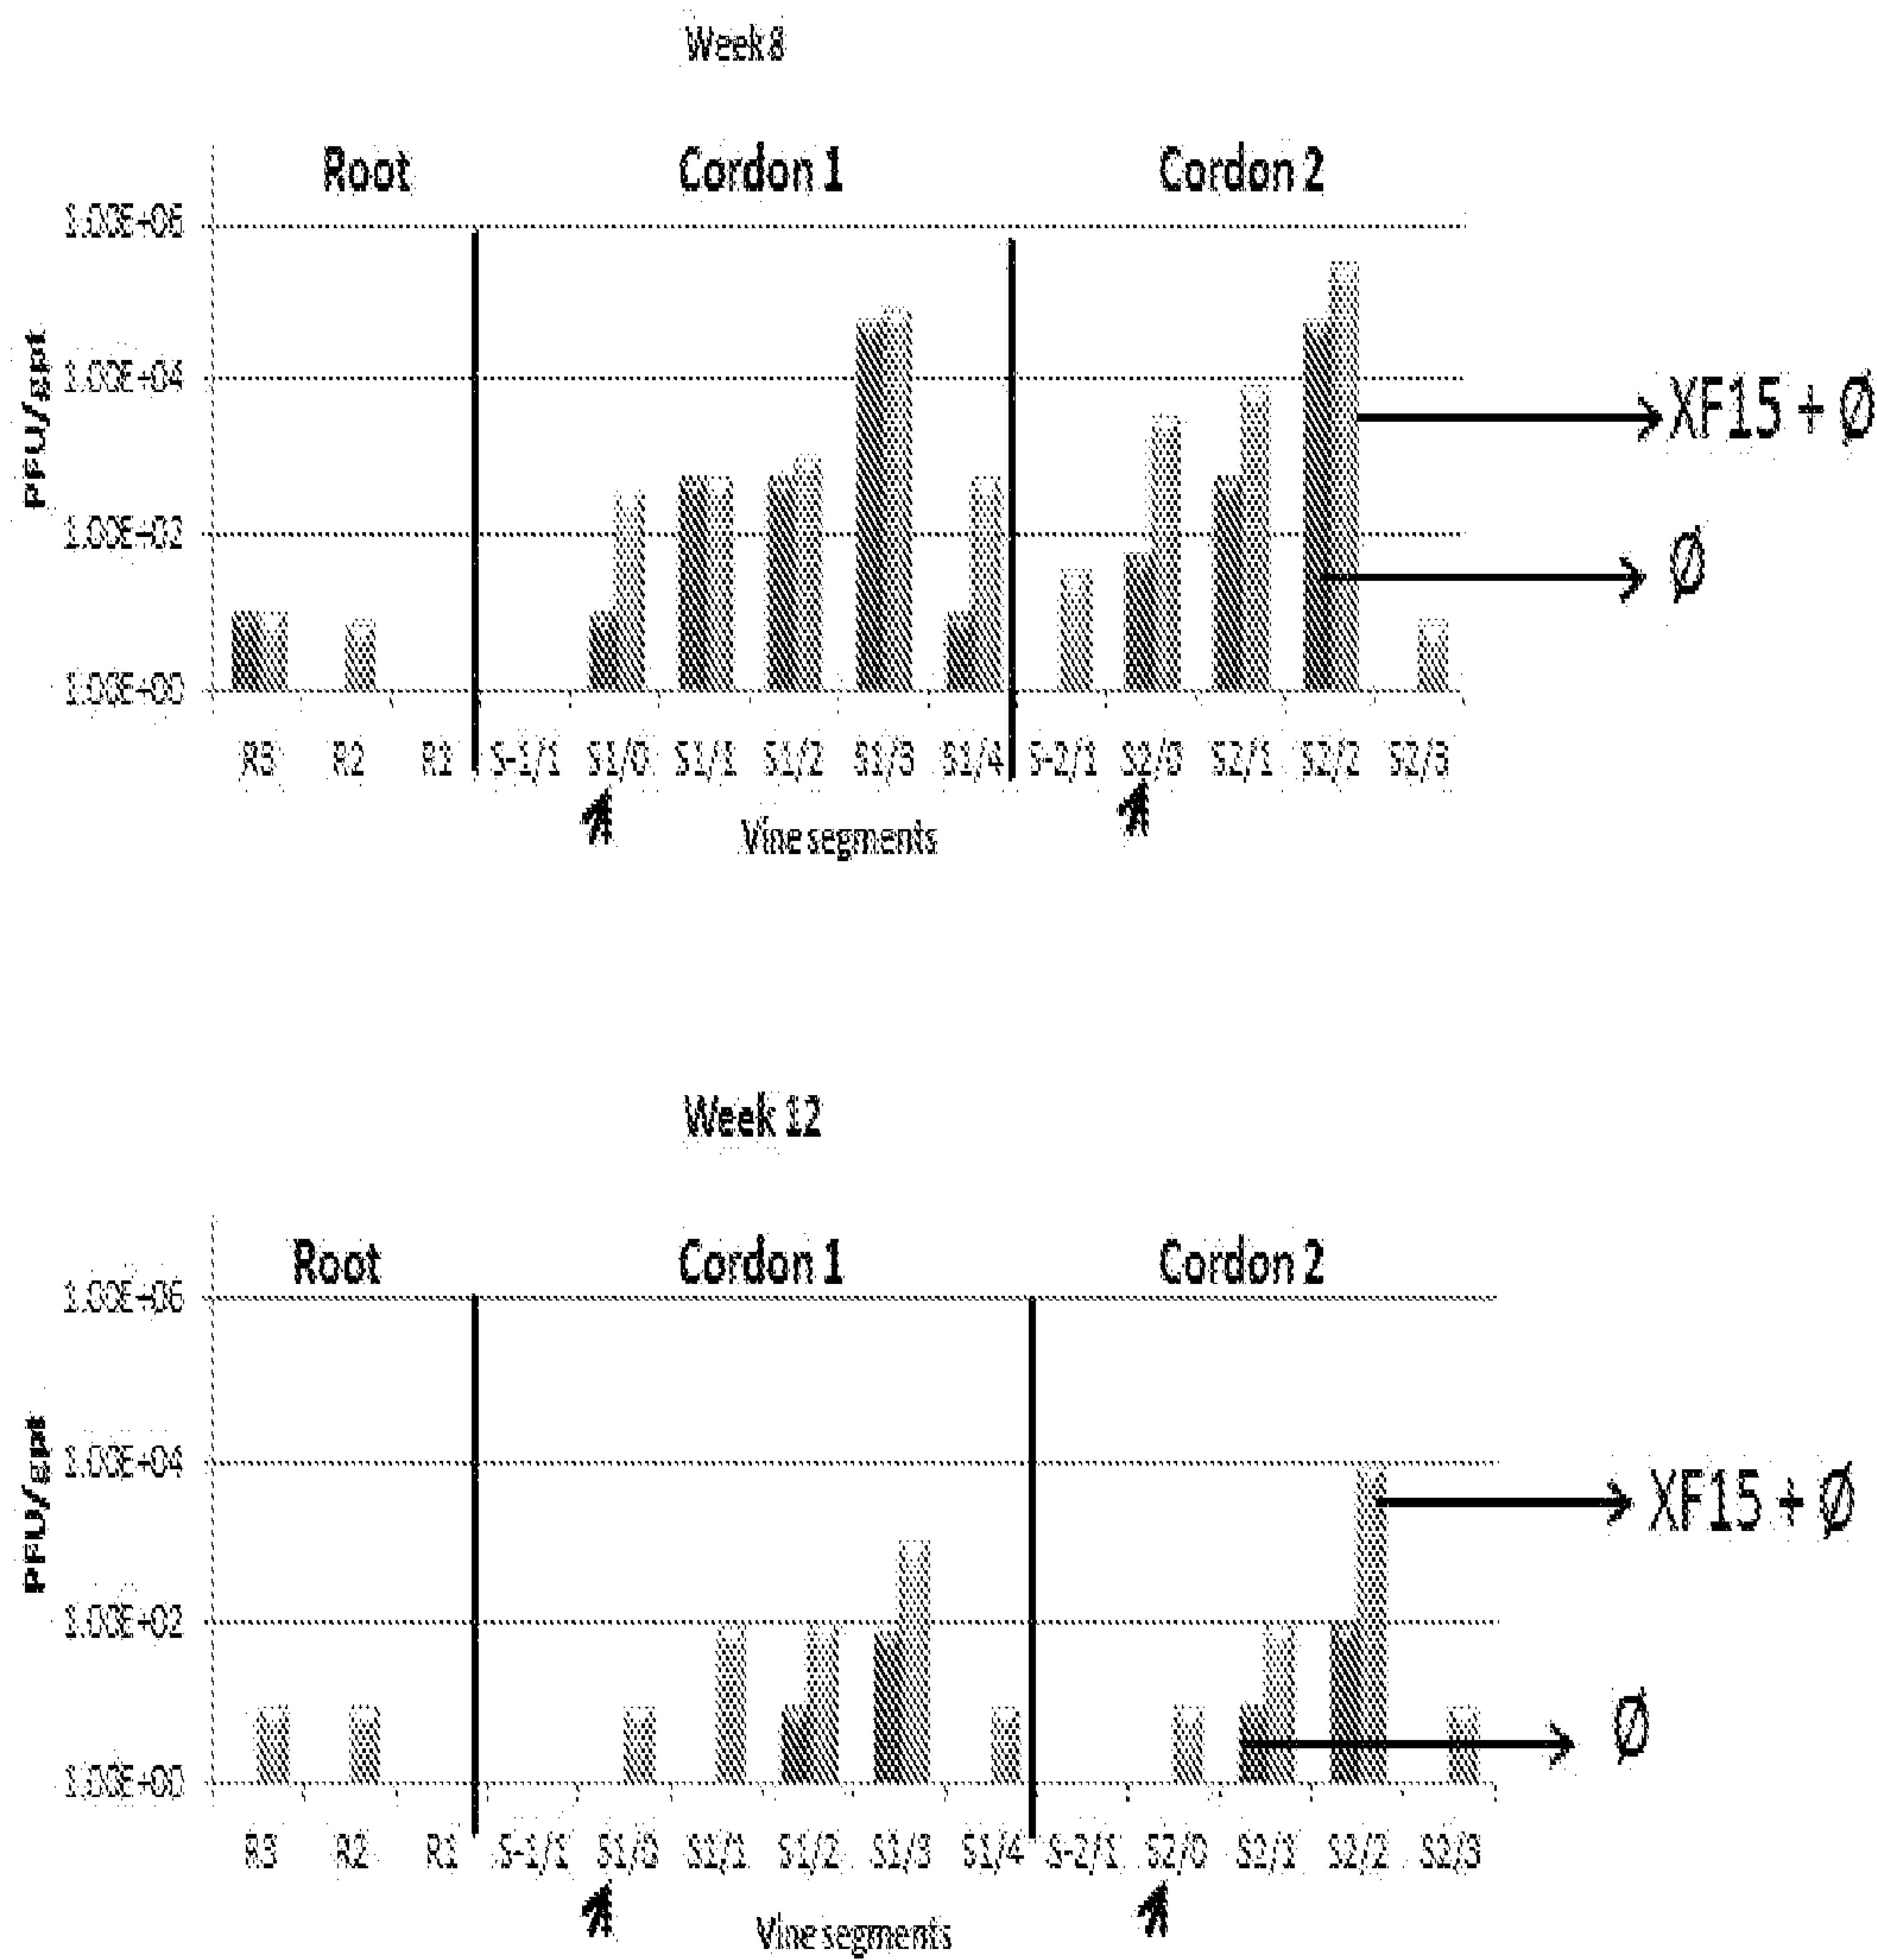 Week 8
Root Cordon 1 Cordon 2
1.00E+06
1.00E+04
1.00E+02
1.00E+00
PFU/gpt
XF15 + Ø
Ø
R3 R2 R1 S-1/1 S1/0 S1/1 S1/2 S1/3 S1/4 S-2/1 S2/0 S2/1 S2/2 S2/3
Vine segments
Week 12
Root Cordon 1 Cordon 2
1.00E+06
1.00E+04
1.00E+02
1.00E+00
PFU/gpt
XF15 + Ø
Ø
R3 R2 R1 S-1/1 S1/0 S1/1 S1/2 S1/3 S1/4 S-2/1 S2/0 S2/1 S2/2 S2/3
Vine segments